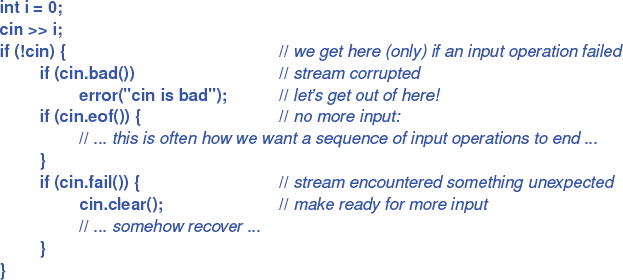 int i = 0;
cin >> i;
if (!cin) { // we get here (only) if an input operation failed
if (cin.bad()) // stream corrupted
error("cin is bad"); // let's get out of here!
if (cin.eof()) { // no more input:
// ... this is often how we want a sequence of input operations to end ...
}
if (cin.fail()) { // stream encountered something unexpected
cin.clear(); // make ready for more input
// ... somehow recover ...
}
}